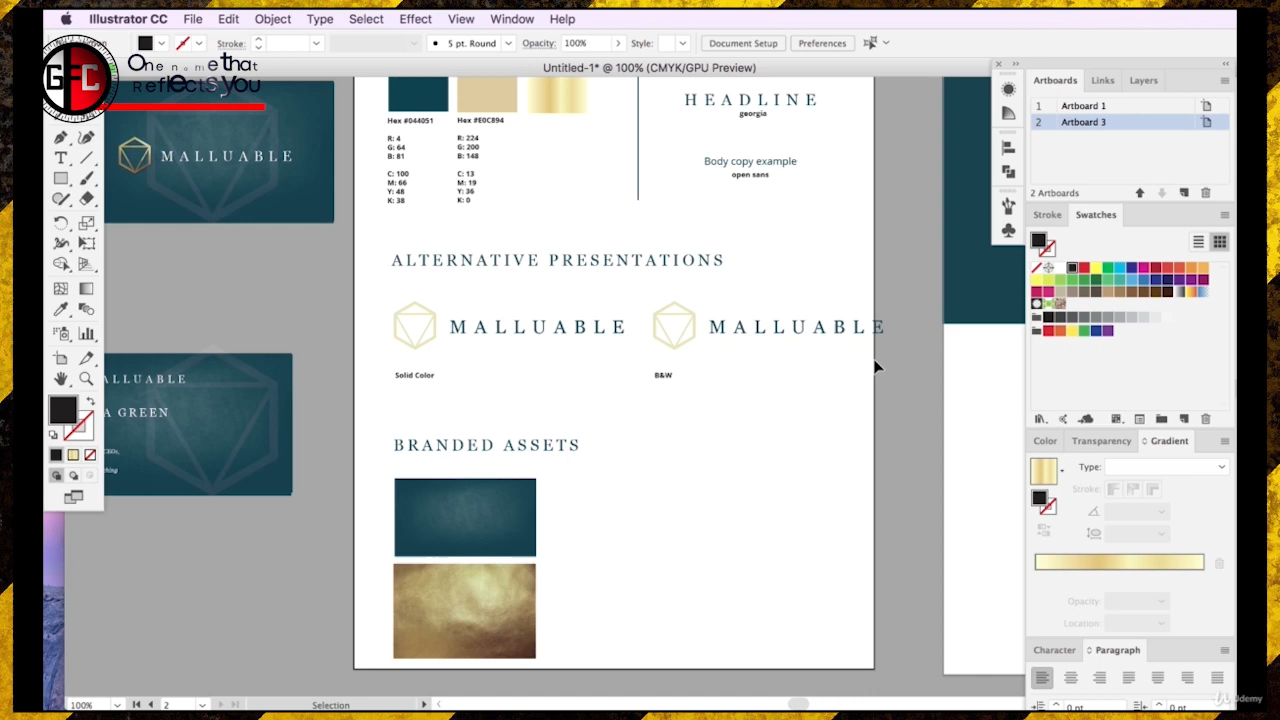 Illustrator CC File Edit Object Type Select Effect View Window Help
Stroke: 5 pt. Round Opacity: 100% Style: Document Setup Preferences
GFC
One name that
Reflects you
Untitled-1* @ 100% (CMYK/GPU Preview)
MALLUABLE
ALLUABLE
A GREEN
Hex #044051
R: 4
G: 64
B: 81
C: 100
M: 66
Y: 48
K: 38
Hex #E0C894
R: 224
G: 200
B: 148
C: 13
M: 19
Y: 36
K: 0
HEADLINE
georgia
Body copy example
open sans
ALTERNATIVE PRESENTATIONS
MALLUABLE
MALLUABLE
Solid Color
B&W
BRANDED ASSETS
Artboards Links Layers
1 Artboard 1
2 Artboard 3
2 Artboards
Stroke Swatches
Color Transparency Gradient
Type:
Stroke:
Opacity:
Location:
Character Paragraph
0 pt 0 pt
100% 2 Selection
Udemy